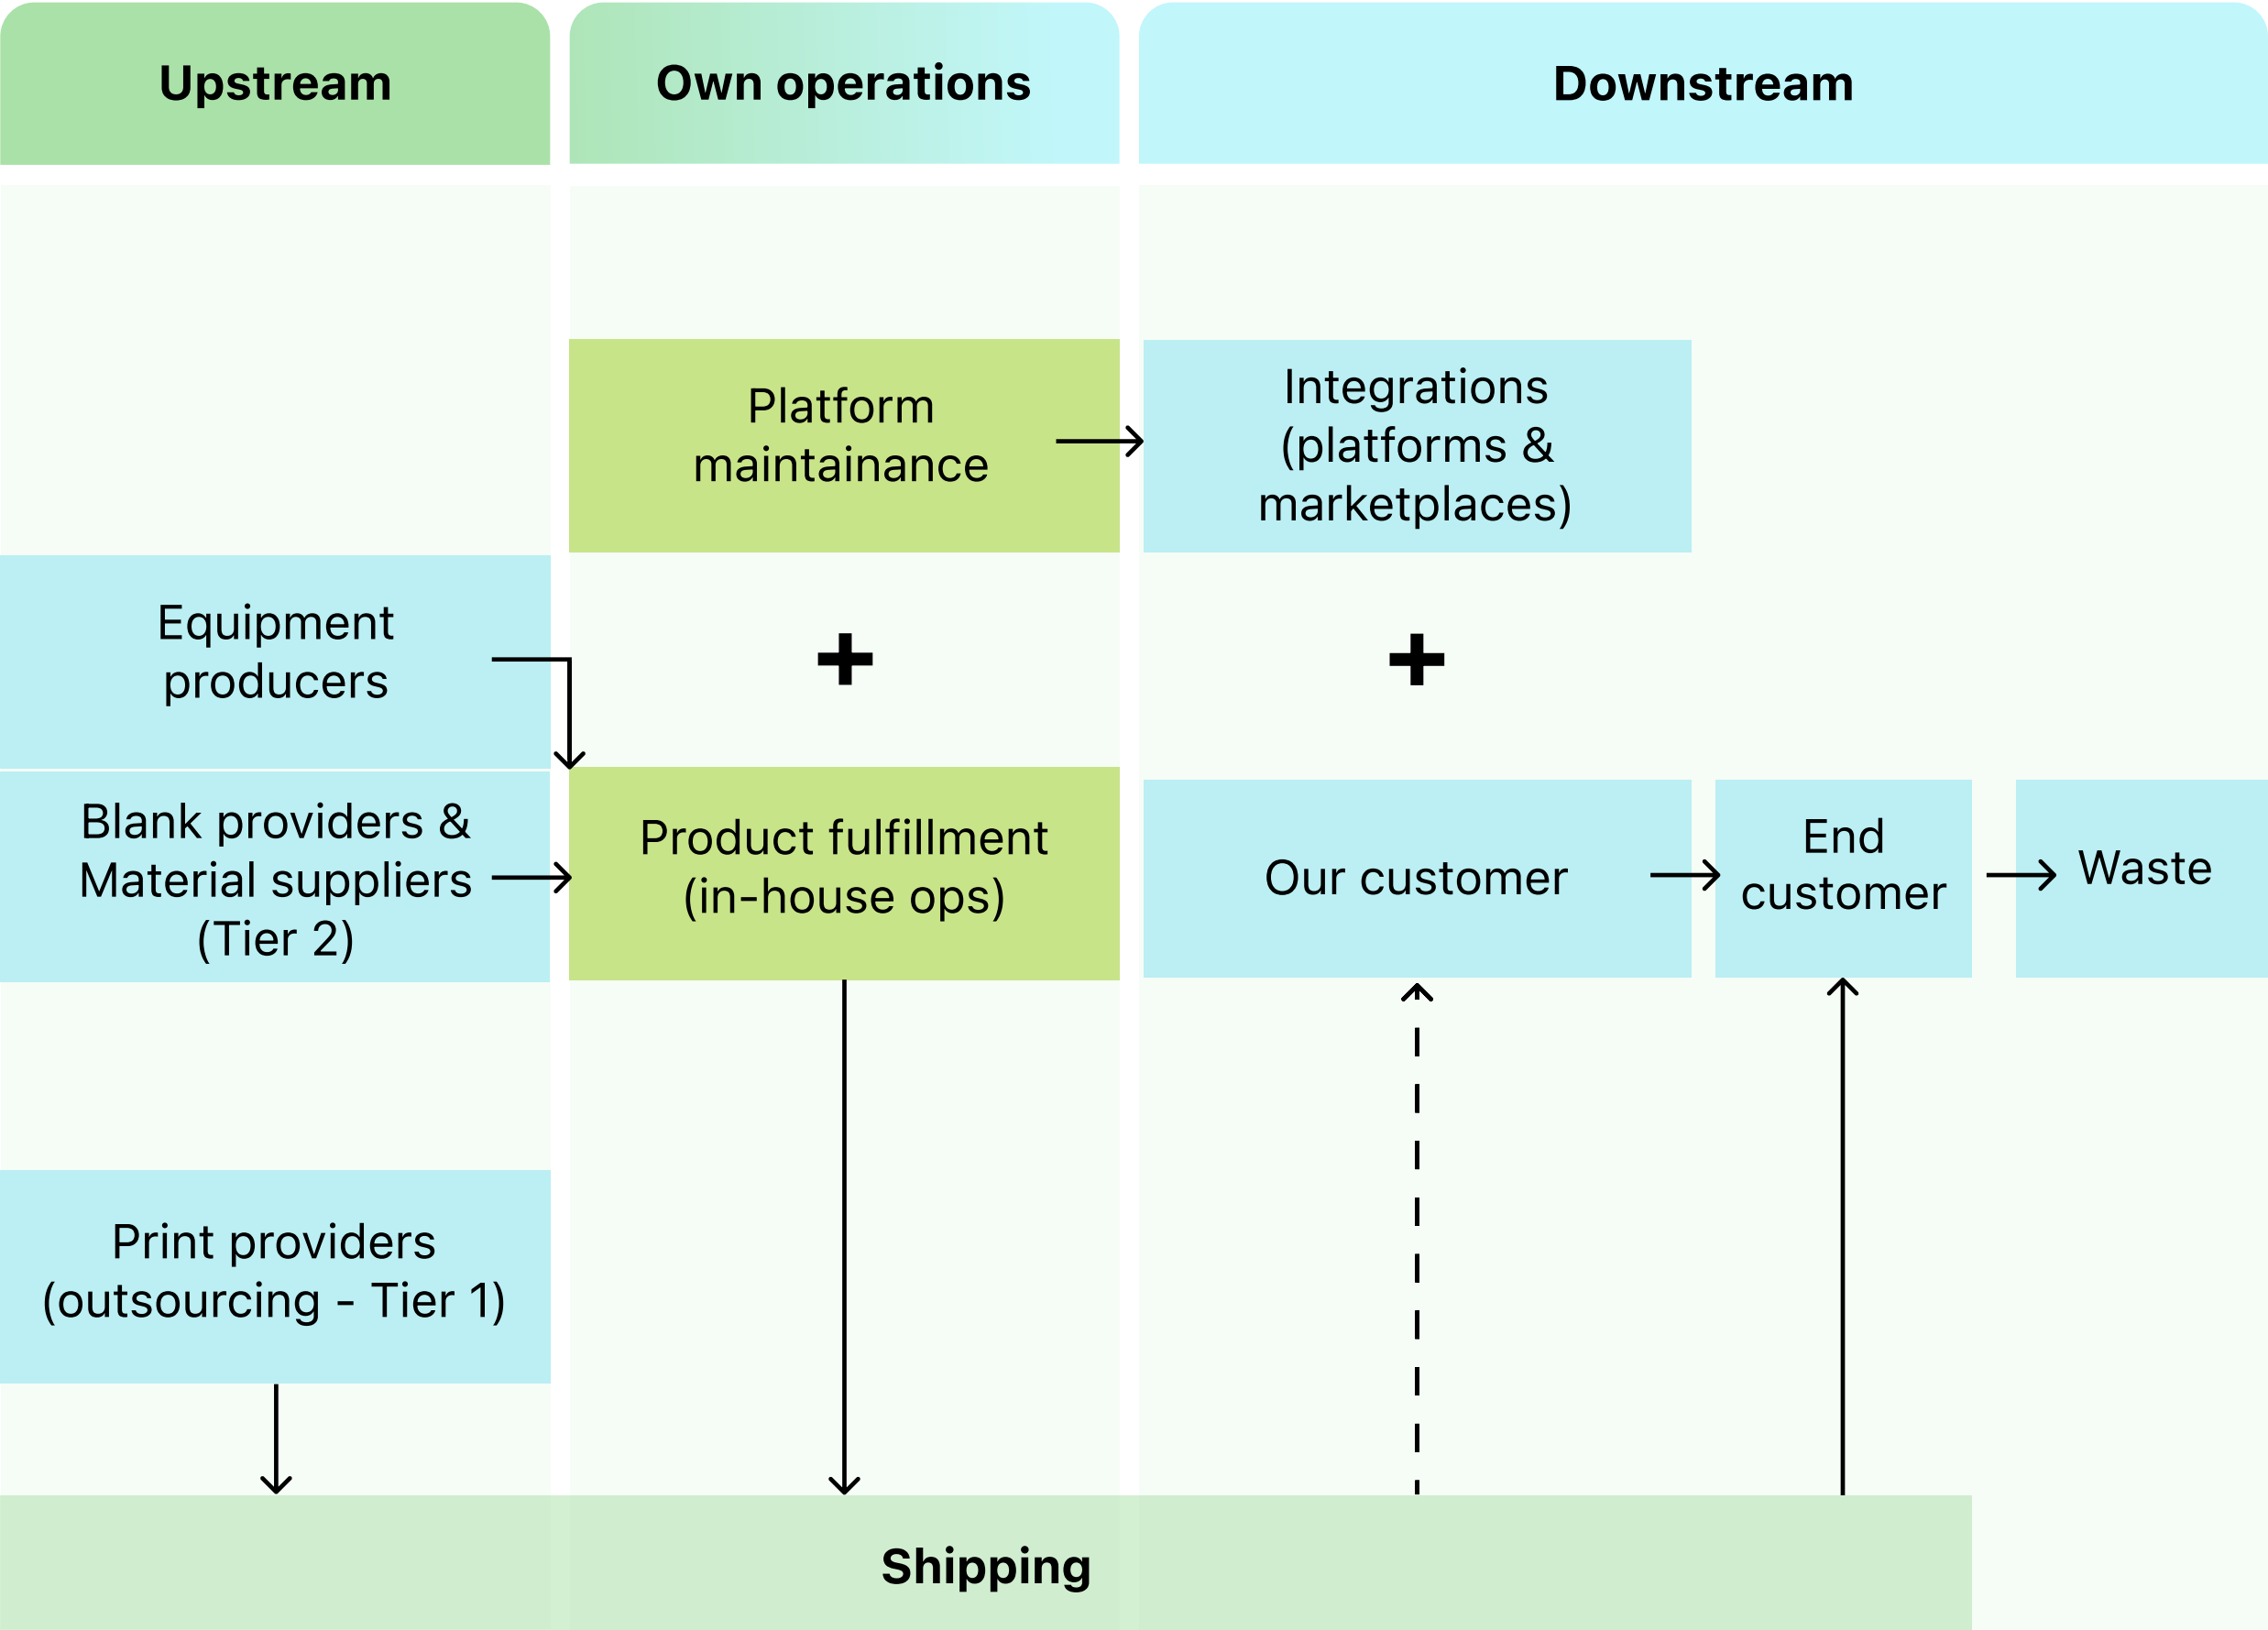 Upstream
Own operations
Downstream
Platform
maintainance
Integrations
(platforms &
marketplaces)
Equipment
producers
+
+
Blank providers &
Material suppliers
(Tier 2)
Product fulfillment
(in-house ops)
Our customer
End
customer
Waste
Print providers
(outsourcing - Tier 1)
Shipping